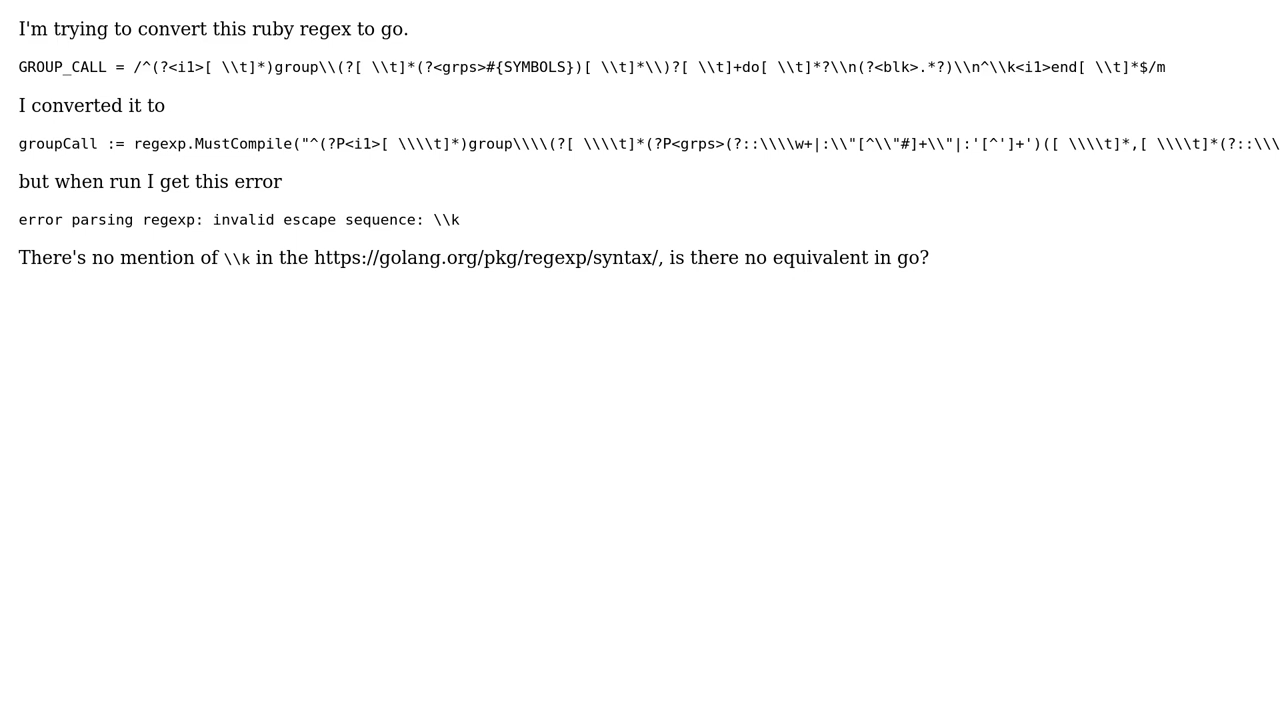 I'm trying to convert this ruby regex to go.
GROUP_CALL = /^(?<i1>[ \\t]*)group\\(?[ \\t]*(?<grps>#{SYMBOLS})[ \\t]*\\)?[ \\t]+do[ \\t]*?\\n(?<blk>.*?)\\n^\\k<i1>end[ \\t]*$/m
I converted it to
groupCall := regexp.MustCompile("^(?P<i1>[ \\\\t]*)group\\\\(?[ \\\\t]*(?P<grps>(?::\\\\w+|:\\"[^\\"#]+\\"|:'[^']+')([ \\\\t]*,[ \\\\t]*(?::\\\
but when run I get this error
error parsing regexp: invalid escape sequence: \\k
There's no mention of \\k in the https://golang.org/pkg/regexp/syntax/, is there no equivalent in go?